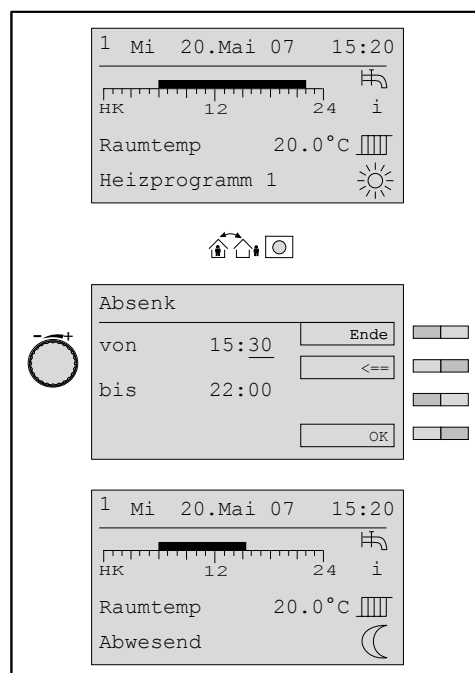 1 Mi 20.Mai 07 15:20
HK 12 24 i
Raumtemp 20.0°C
Heizprogramm 1
Absenk
- +
von 15:30
Ende
<==
bis 22:00
OK
1 Mi 20.Mai 07 15:20
HK 12 24 i
Raumtemp 20.0°C
Abwesend